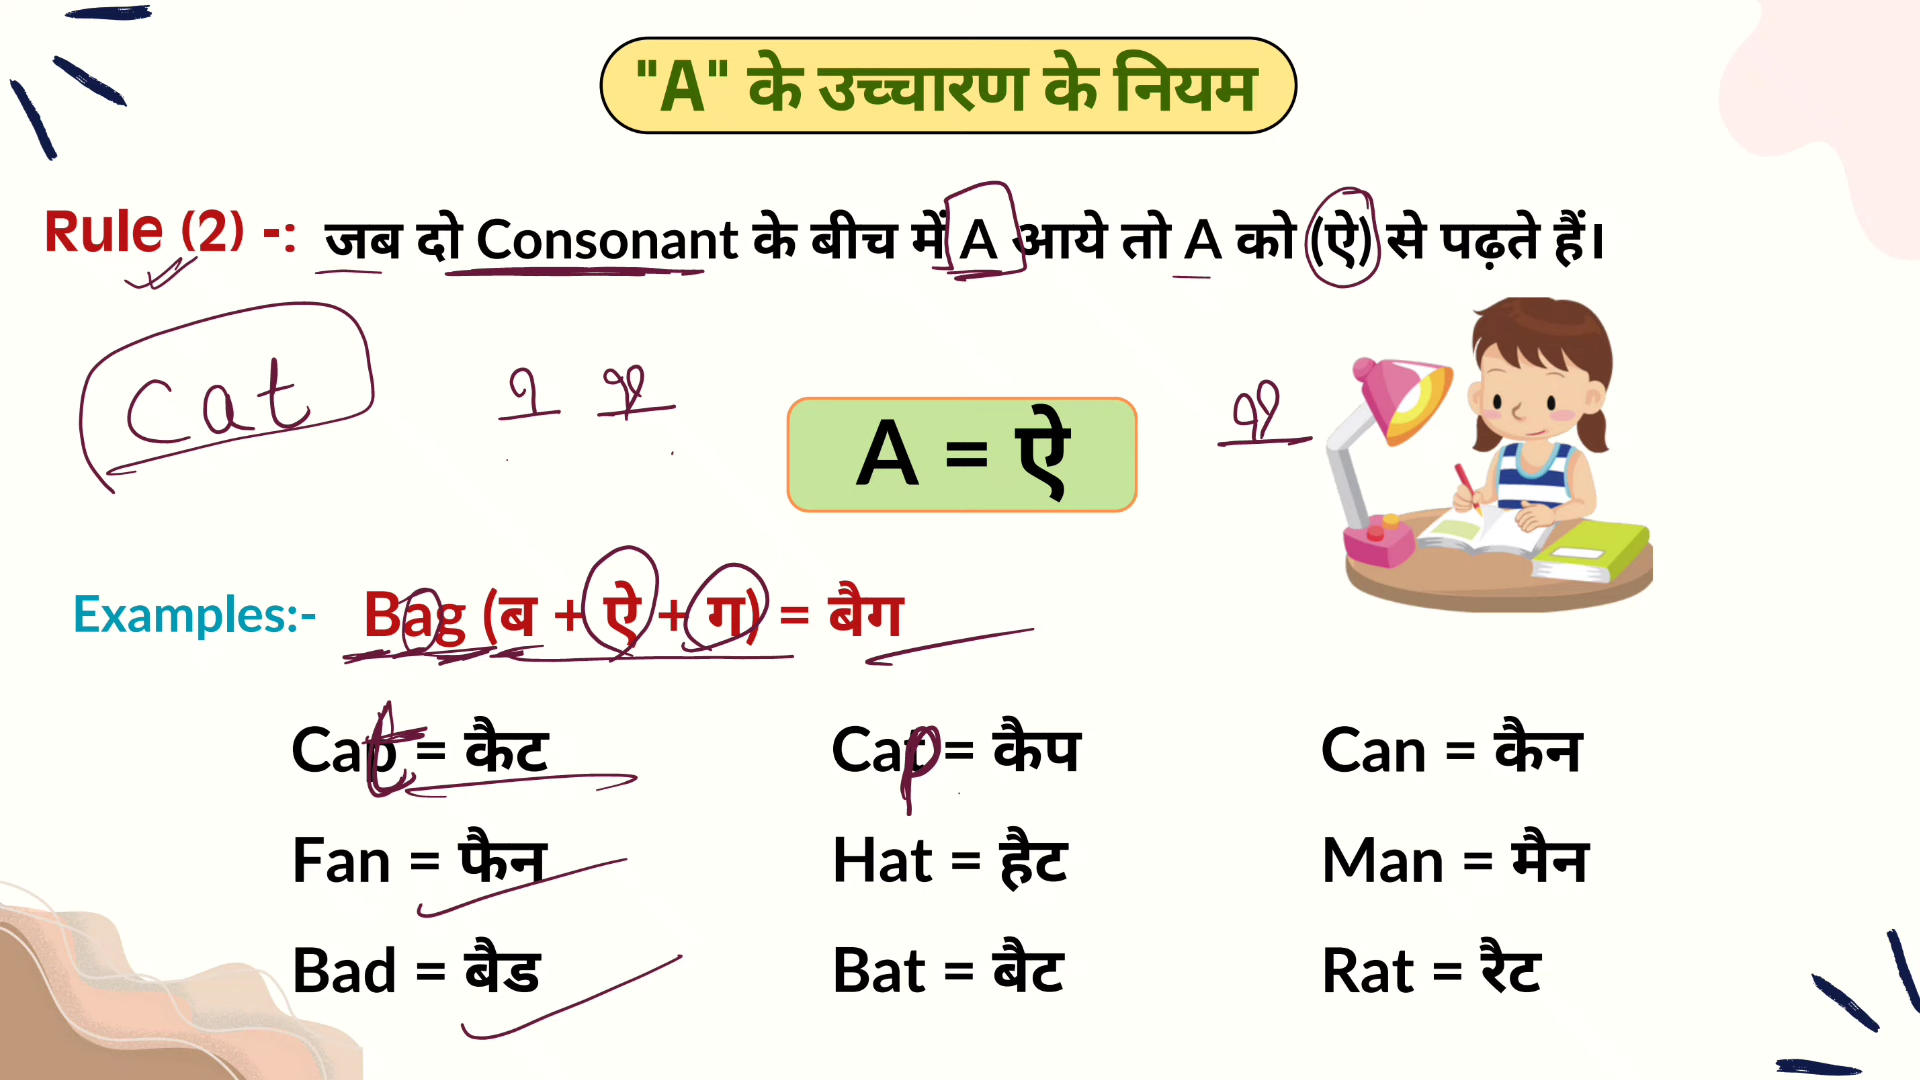 "A" के उच्चारण के नियम
Rule (2) -: जब दो Consonant के बीच में A आये तो A को (ऐ) से पढ़ते हैं।
Cat
A = ऐ
Examples:- Bag (ब + ऐ + ग) = बैग
Cat = कैट Cap = कैप Can = कैन
Fan = फैन Hat = हैट Man = मैन
Bad = बैड Bat = बैट Rat = रैट